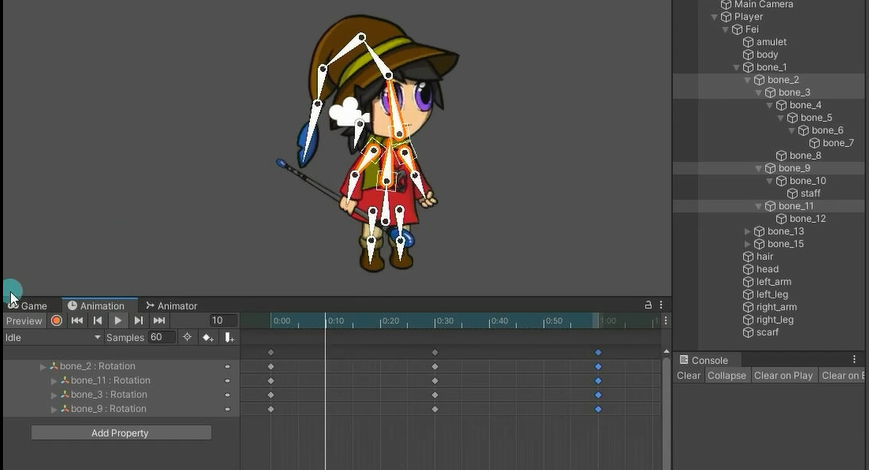 Main Camera
Player
Fei
amulet
body
bone_1
bone_2
bone_3
bone_4
bone_5
bone_6
bone_7
bone_8
bone_9
bone_10
staff
bone_11
bone_12
bone_13
bone_15
hair
head
left_arm
left_leg
right_arm
right_leg
scarf
Game Animation Animator
Preview 10 0:00 0:10 0:20 0:30 0:40 0:50 1:00
Idle Samples 60
bone_2 : Rotation
bone_11 : Rotation
bone_3 : Rotation
bone_9 : Rotation
Add Property
Console
Clear Collapse Clear on Play Clear on